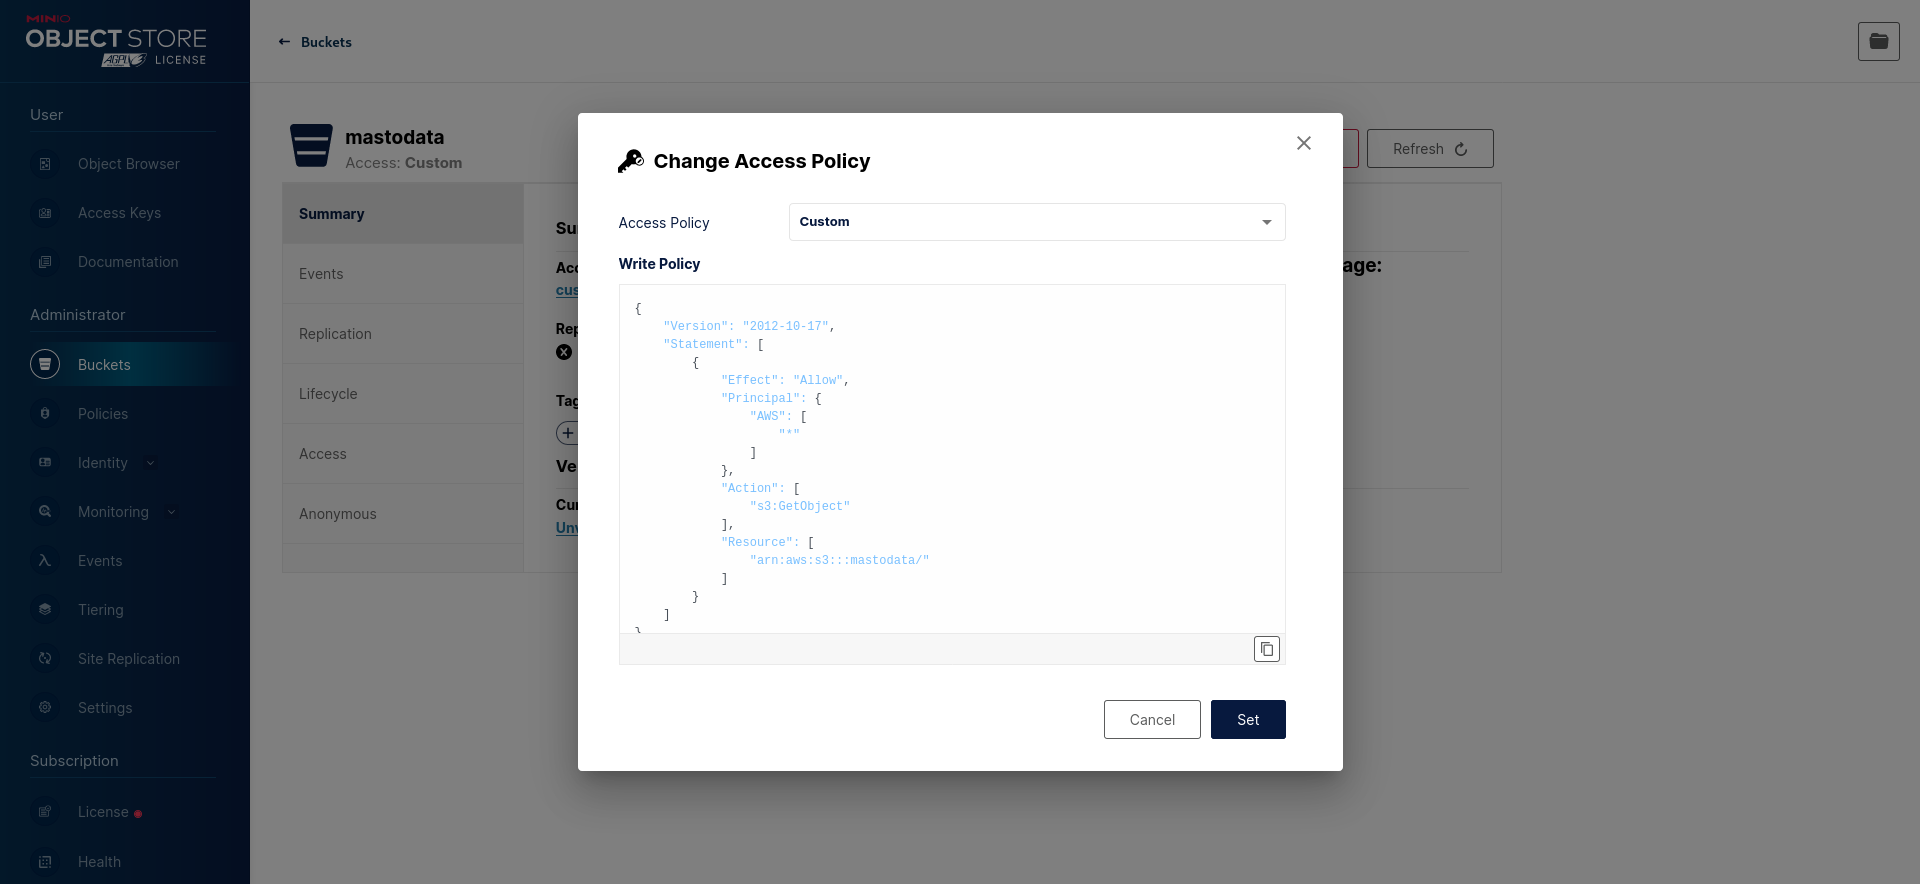 MINIO
OBJECT STORE
AGPLv3 LICENSE
User
Object Browser
Access Keys
Documentation
Administrator
Buckets
Policies
Identity
Monitoring
Events
Tiering
Site Replication
Settings
Subscription
License
Health
← Buckets
mastodata
Access: Custom
Refresh
Summary
Events
Replication
Lifecycle
Access
Anonymous
Su
Acc
cus
Rep
Tag
Ve
Cur
Unv
age:
Change Access Policy
Access Policy
Custom
Write Policy
{
    "Version": "2012-10-17",
    "Statement": [
        {
            "Effect": "Allow",
            "Principal": {
                "AWS": [
                    "*"
                ]
            },
            "Action": [
                "s3:GetObject"
            ],
            "Resource": [
                "arn:aws:s3:::mastodata/"
            ]
        }
    ]
}
Cancel
Set